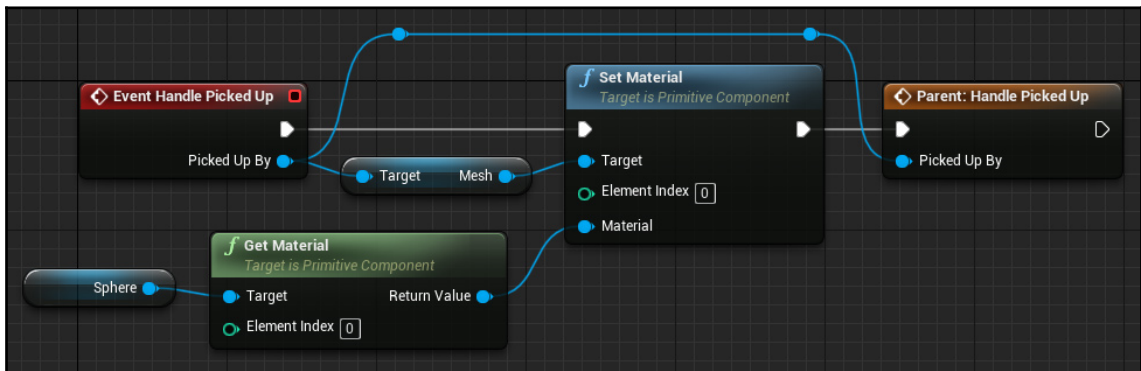 Event Handle Picked Up
Picked Up By
Target Mesh
Set Material
Target is Primitive Component
Target
Element Index 0
Material
Parent: Handle Picked Up
Picked Up By
Sphere
Get Material
Target is Primitive Component
Target Return Value
Element Index 0